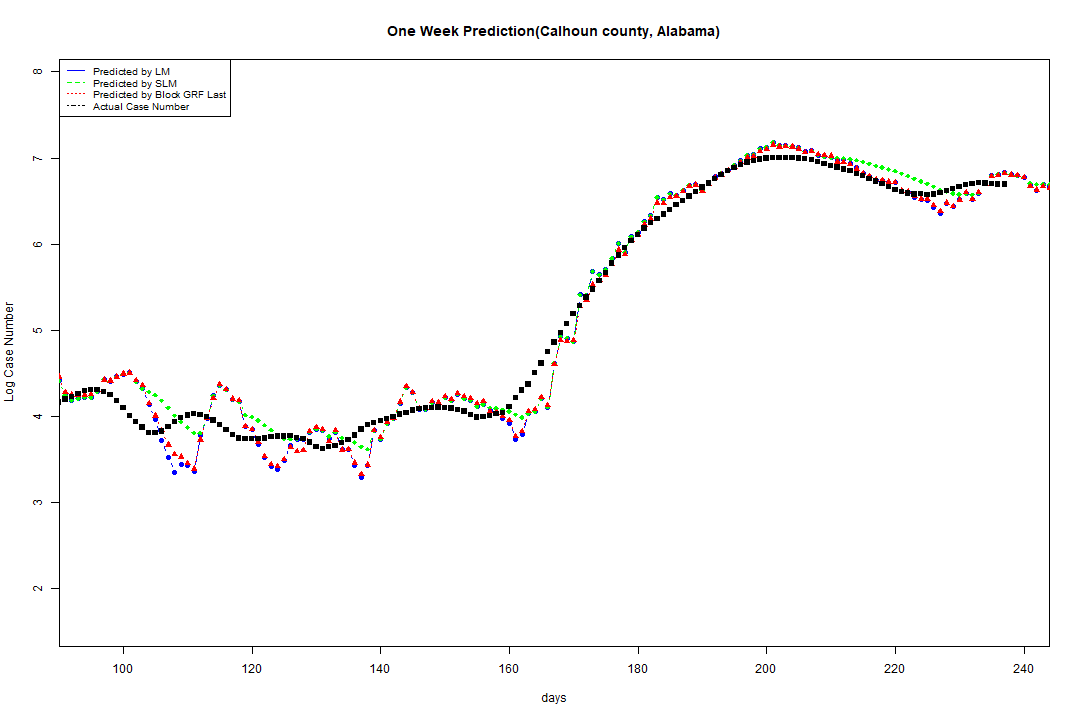 One Week Prediction(Calhoun county, Alabama)
Predicted by LM
Predicted by SLM
Predicted by Block GRF Last
Actual Case Number
8
7
6
5
4
3
2
Log Case Number
100 120 140 160 180 200 220 240
days